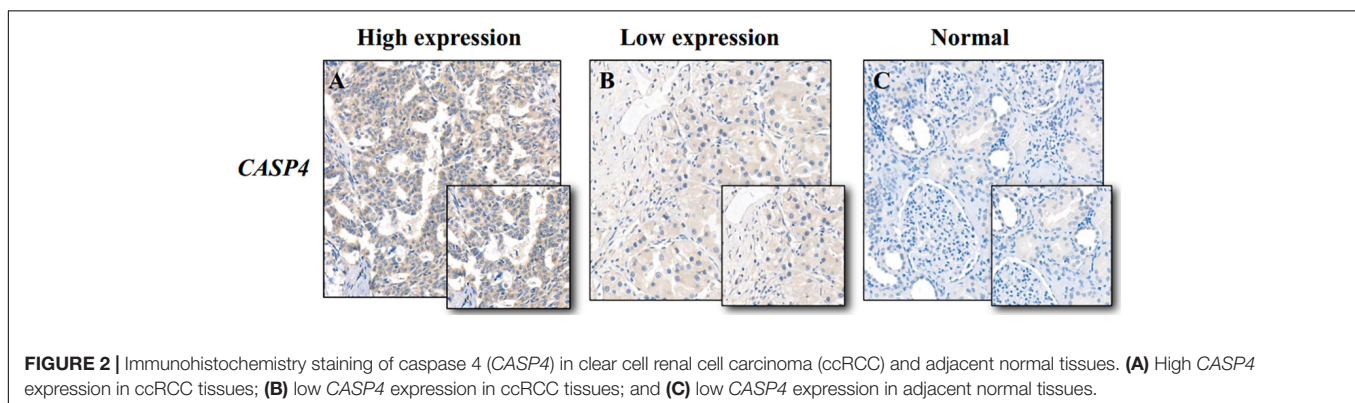 High expression Low expression Normal
A B C
CASP4
FIGURE 2 | Immunohistochemistry staining of caspase 4 (CASP4) in clear cell renal cell carcinoma (ccRCC) and adjacent normal tissues. (A) High CASP4
expression in ccRCC tissues; (B) low CASP4 expression in ccRCC tissues; and (C) low CASP4 expression in adjacent normal tissues.